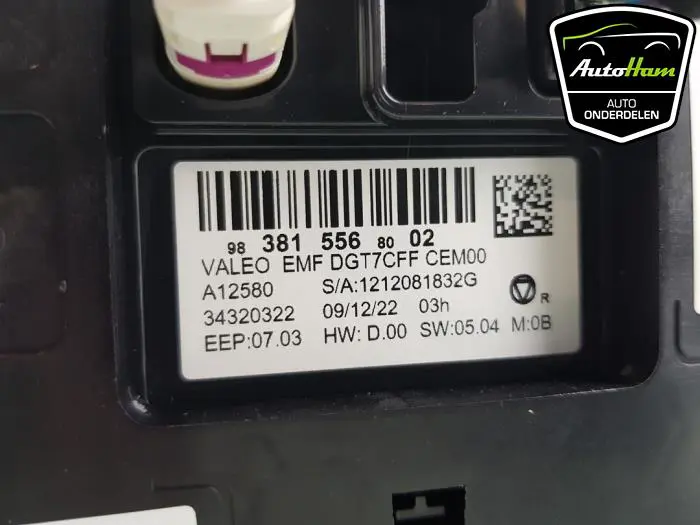 AutoHam
AUTO
ONDERDELEN
98 381 556 80 02
VALEO EMF DGT7CFF CEM00
A12580 S/A:1212081832G
34320322 09/12/22 03h
R
EEP:07.03 HW: D.00 SW:05.04 M:0B